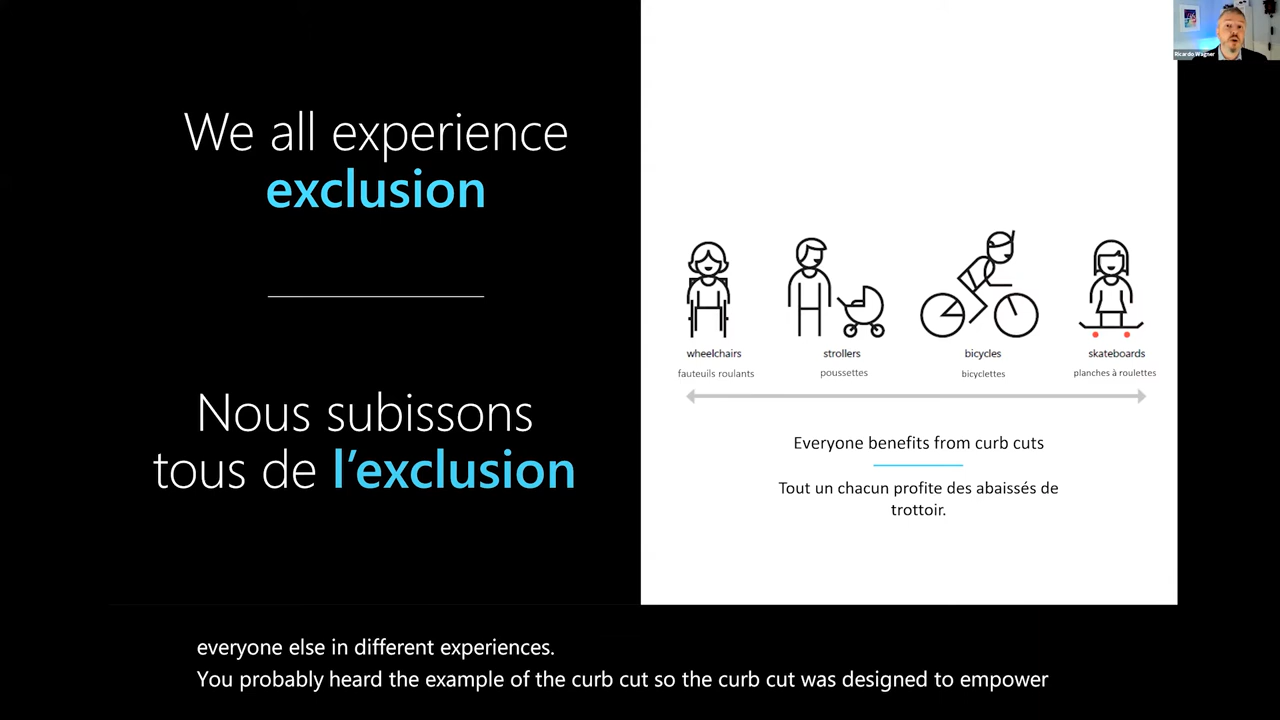 We all experience
exclusion
Nous subissons
tous de l'exclusion
wheelchairs
fauteuils roulants
strollers
poussettes
bicycles
bicyclettes
skateboards
planches à roulettes
Everyone benefits from curb cuts
Tout un chacun profite des abaissés de
trottoir.
Ricardo Wagner
everyone else in different experiences.
You probably heard the example of the curb cut so the curb cut was designed to empower